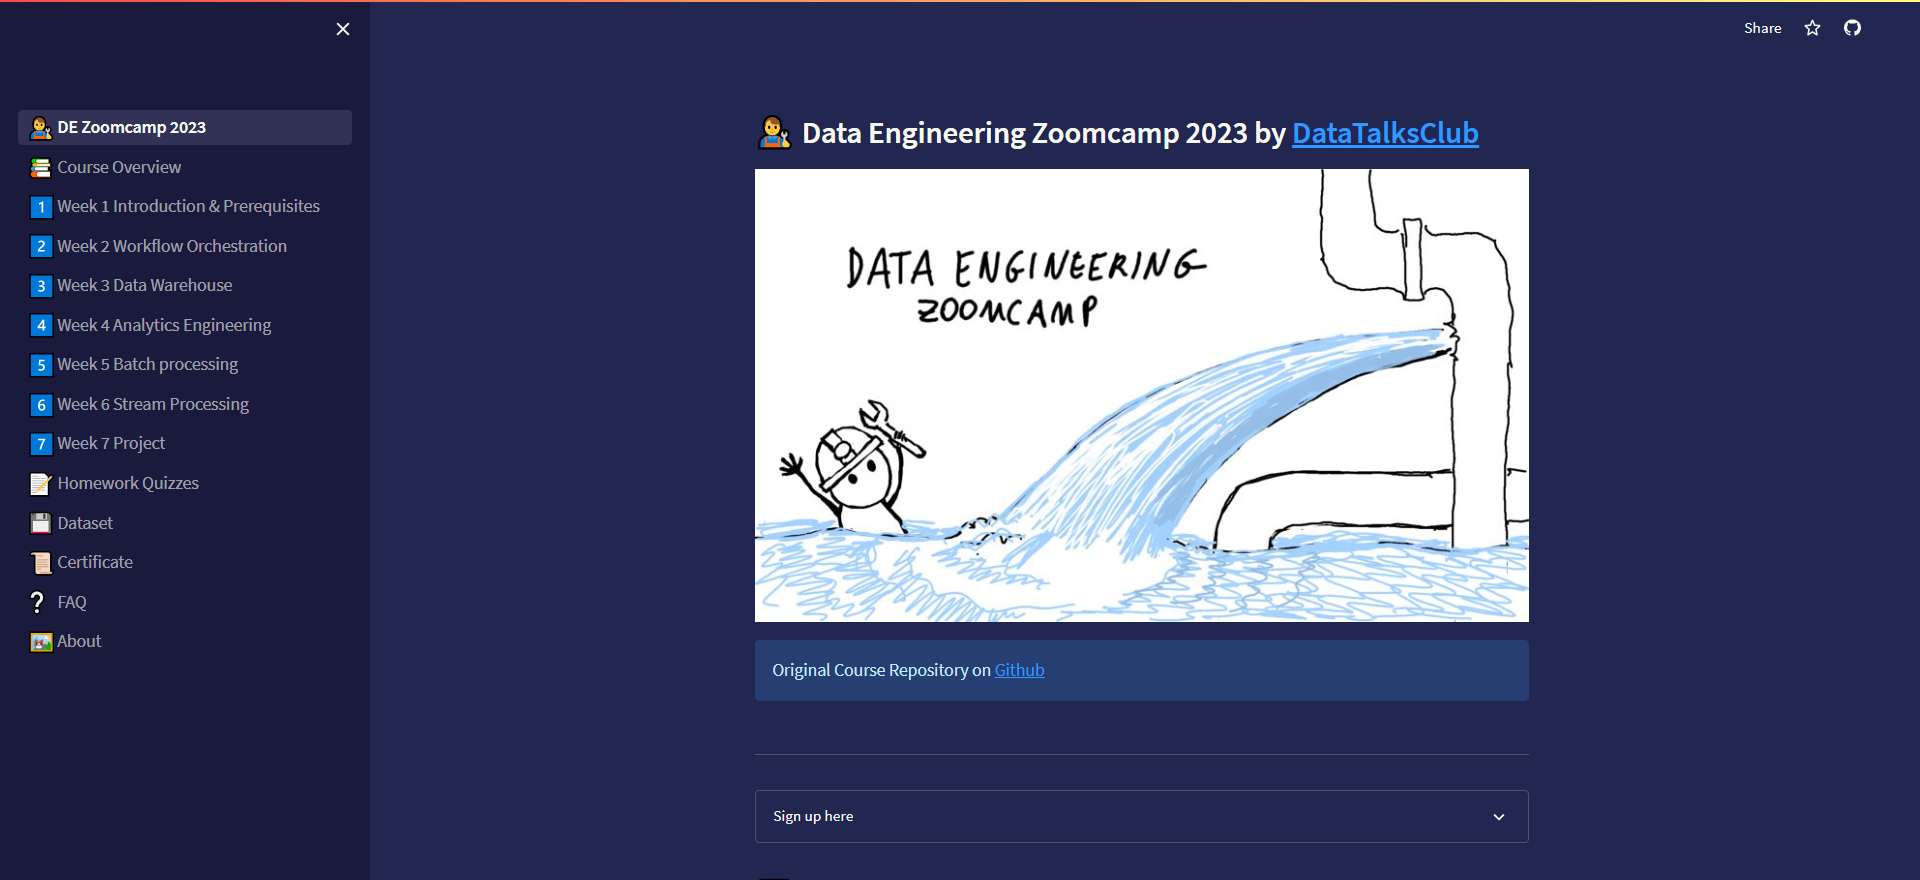 Share
DE Zoomcamp 2023
Course Overview
1 Week 1 Introduction & Prerequisites
2 Week 2 Workflow Orchestration
3 Week 3 Data Warehouse
4 Week 4 Analytics Engineering
5 Week 5 Batch processing
6 Week 6 Stream Processing
7 Week 7 Project
Homework Quizzes
Dataset
Certificate
FAQ
About
Data Engineering Zoomcamp 2023 by DataTalksClub
DATA ENGINEERING
ZOOMCAMP
Original Course Repository on Github
Sign up here